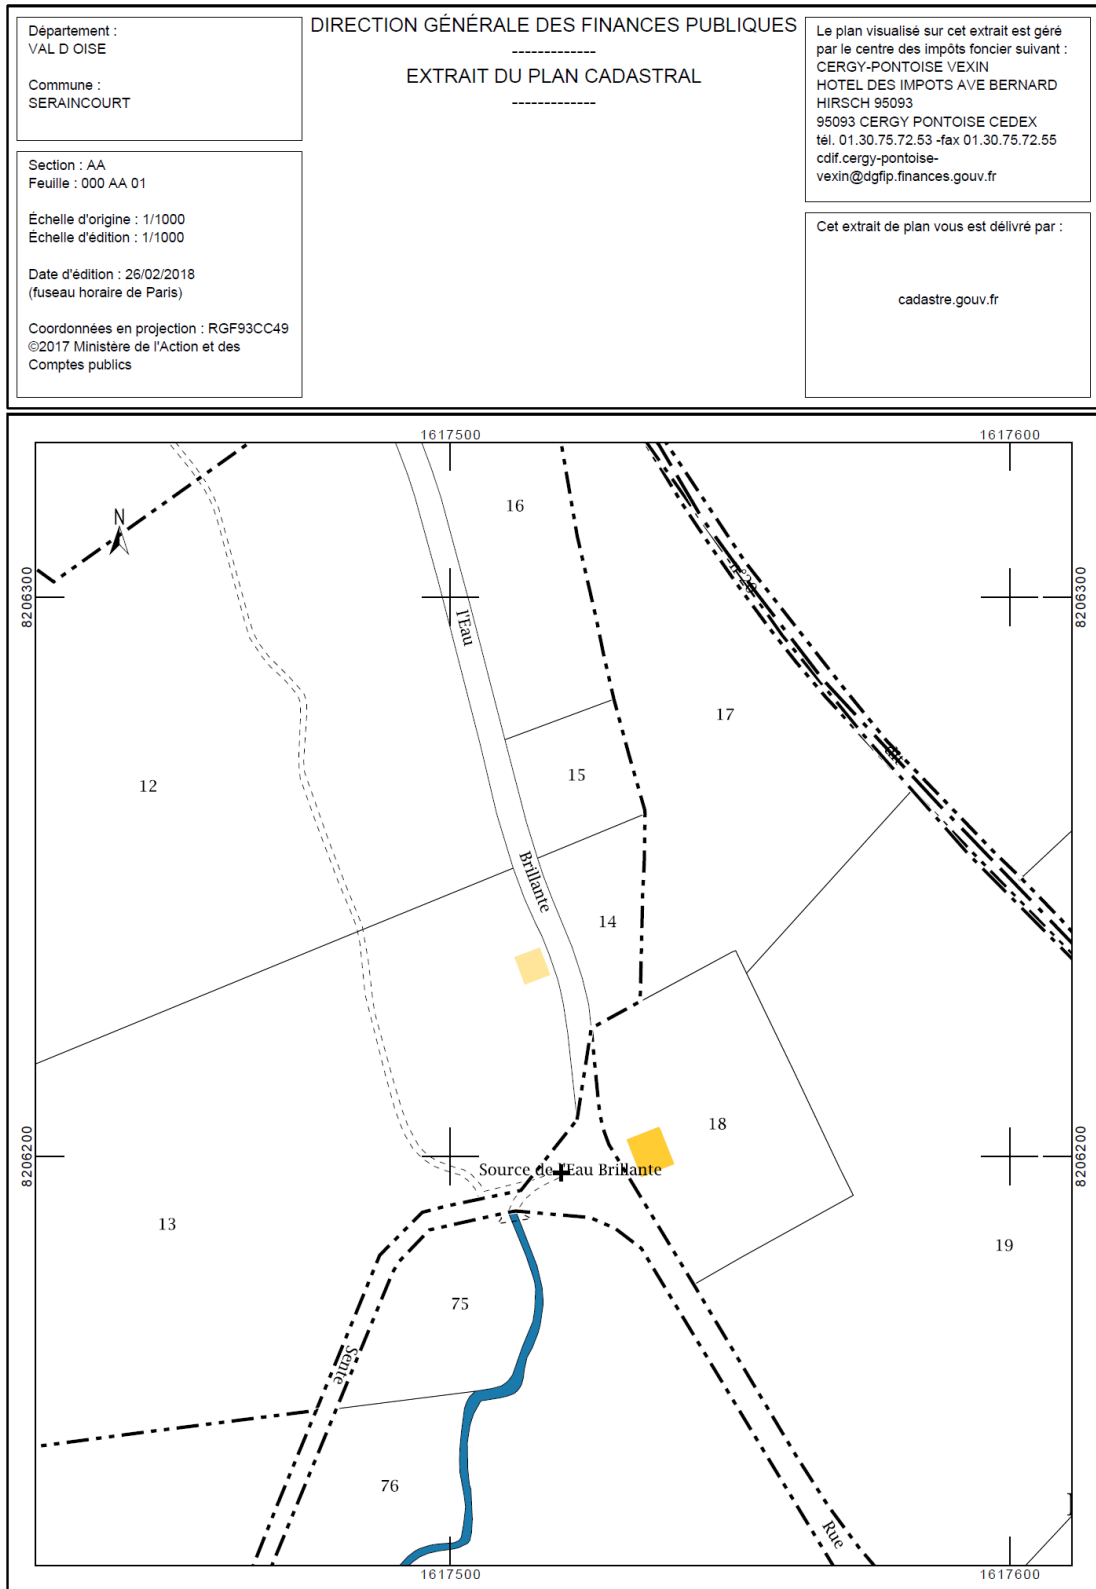 Département :
VAL D OISE
Commune :
SERAINCOURT
Section : AA
Feuille : 000 AA 01
Échelle d'origine : 1/1000
Échelle d'édition : 1/1000
Date d'édition : 26/02/2018
(fuseau horaire de Paris)
Coordonnées en projection : RGF93CC49
©2017 Ministère de l'Action et des
Comptes publics
DIRECTION GÉNÉRALE DES FINANCES PUBLIQUES
-------------
EXTRAIT DU PLAN CADASTRAL
-------------
Le plan visualisé sur cet extrait est géré
par le centre des impôts foncier suivant :
CERGY-PONTOISE VEXIN
HOTEL DES IMPOTS AVE BERNARD
HIRSCH 95093
95093 CERGY PONTOISE CEDEX
tél. 01.30.75.72.53 -fax 01.30.75.72.55
cdif.cergy-pontoise-
vexin@dgfip.finances.gouv.fr
Cet extrait de plan vous est délivré par :
cadastre.gouv.fr
1617500
1617600
N
16
8206300
8206300
l'Eau
17
15
12
Brillante
14
18
8206200
8206200
Source de l'Eau Brillante
13
19
75
Sente
76
Rue
1617500
1617600